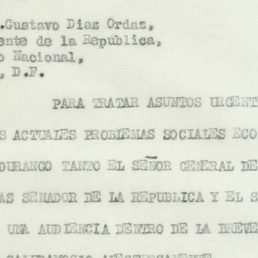 .Gustavo Diaz Ordaz,
ente de la Republica,
o Nacional,
, D.F.
PARA TRATAR ASUNTOS URGENT
S ACTUALES PROBLEMAS SOCIALES ECO
DURANGO TANTO EL SEÑOR GENERAL DE
AS SENADOR DE LA REPUBLICA Y EL S
UNA AUDIENCIA DENTRO DE LA BREVE